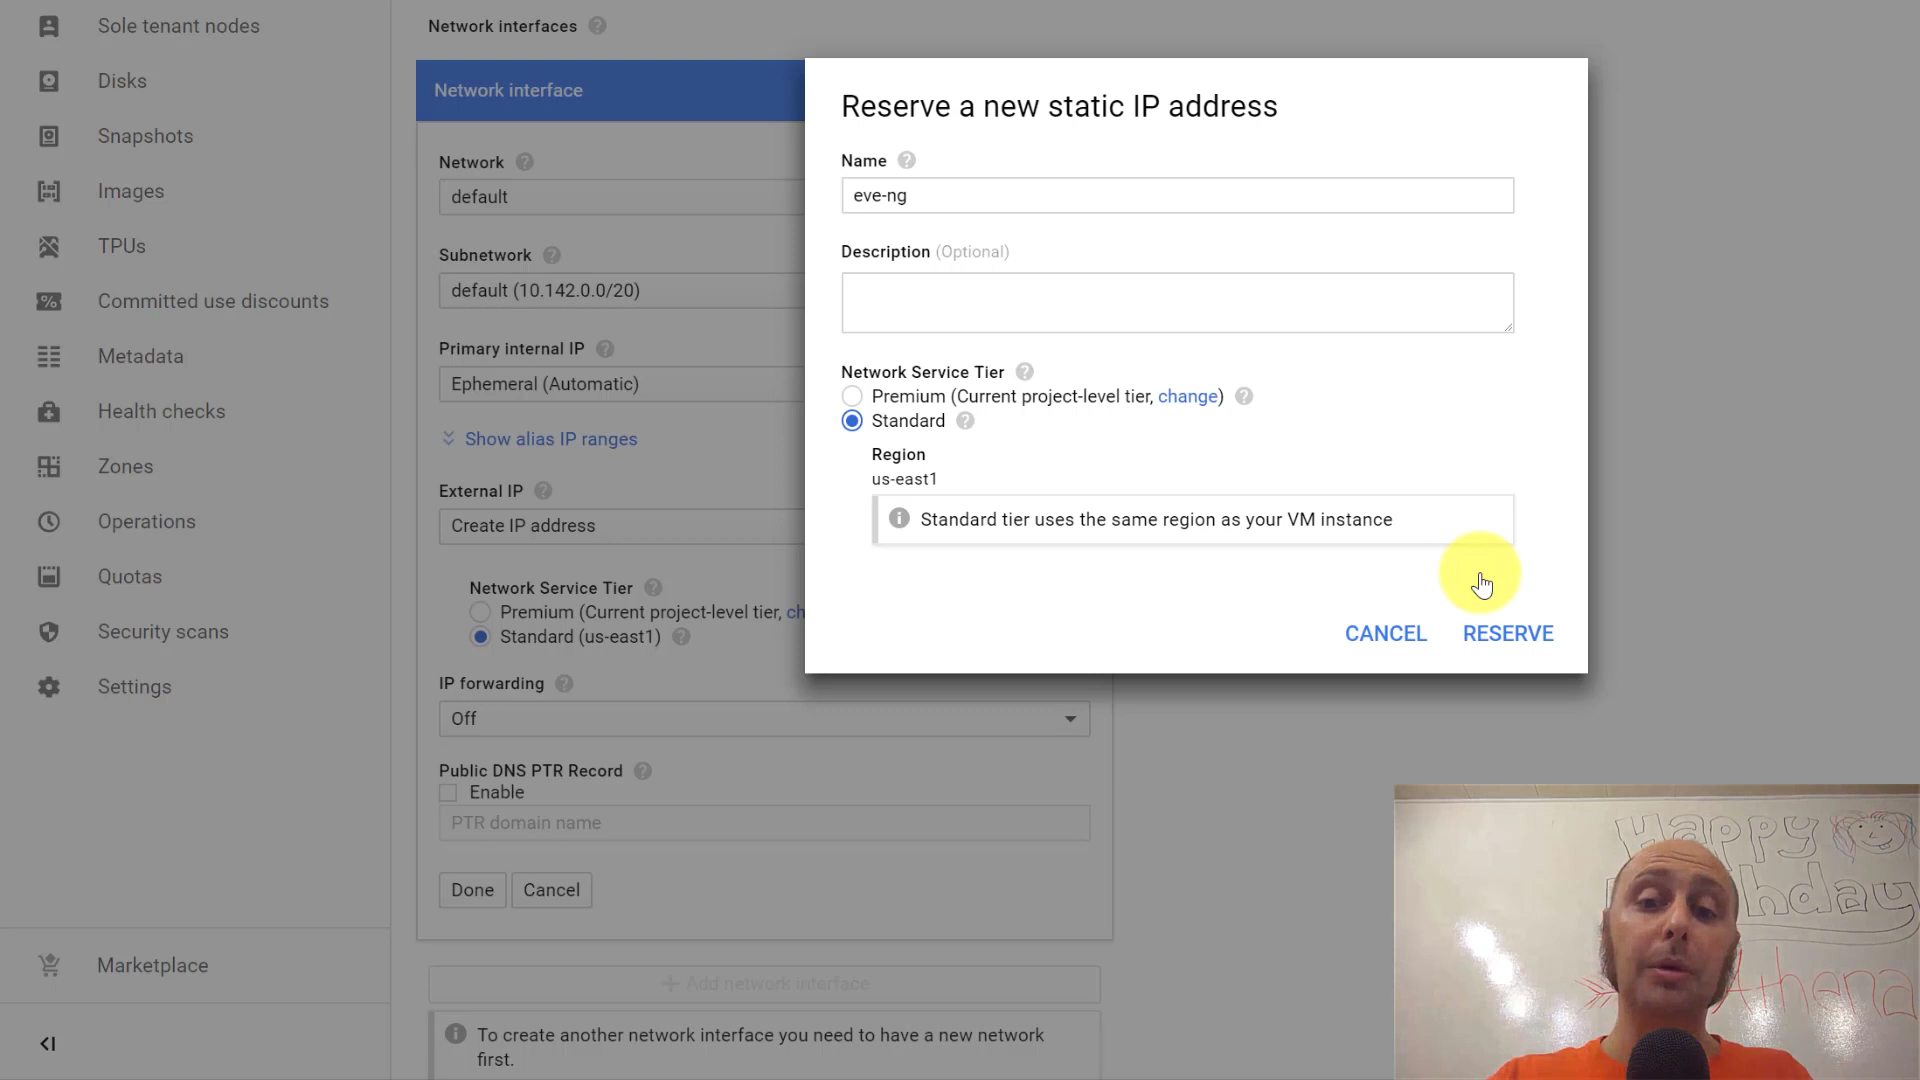 Sole tenant nodes
Disks
Snapshots
Images
TPUs
Committed use discounts
Metadata
Health checks
Zones
Operations
Quotas
Security scans
Settings
Marketplace
Network interfaces
Network interface
Network
default
Subnetwork
default (10.142.0.0/20)
Primary internal IP
Ephemeral (Automatic)
Show alias IP ranges
External IP
Create IP address
Network Service Tier
Premium (Current project-level tier, ch
Standard (us-east1)
IP forwarding
Off
Public DNS PTR Record
Enable
PTR domain name
Done Cancel
+ Add network interface
To create another network interface you need to have a new network
first.
Reserve a new static IP address
Name
eve-ng
Description (Optional)
Network Service Tier
Premium (Current project-level tier, change)
Standard
Region
us-east1
Standard tier uses the same region as your VM instance
CANCEL RESERVE
Happy
hday
Athena